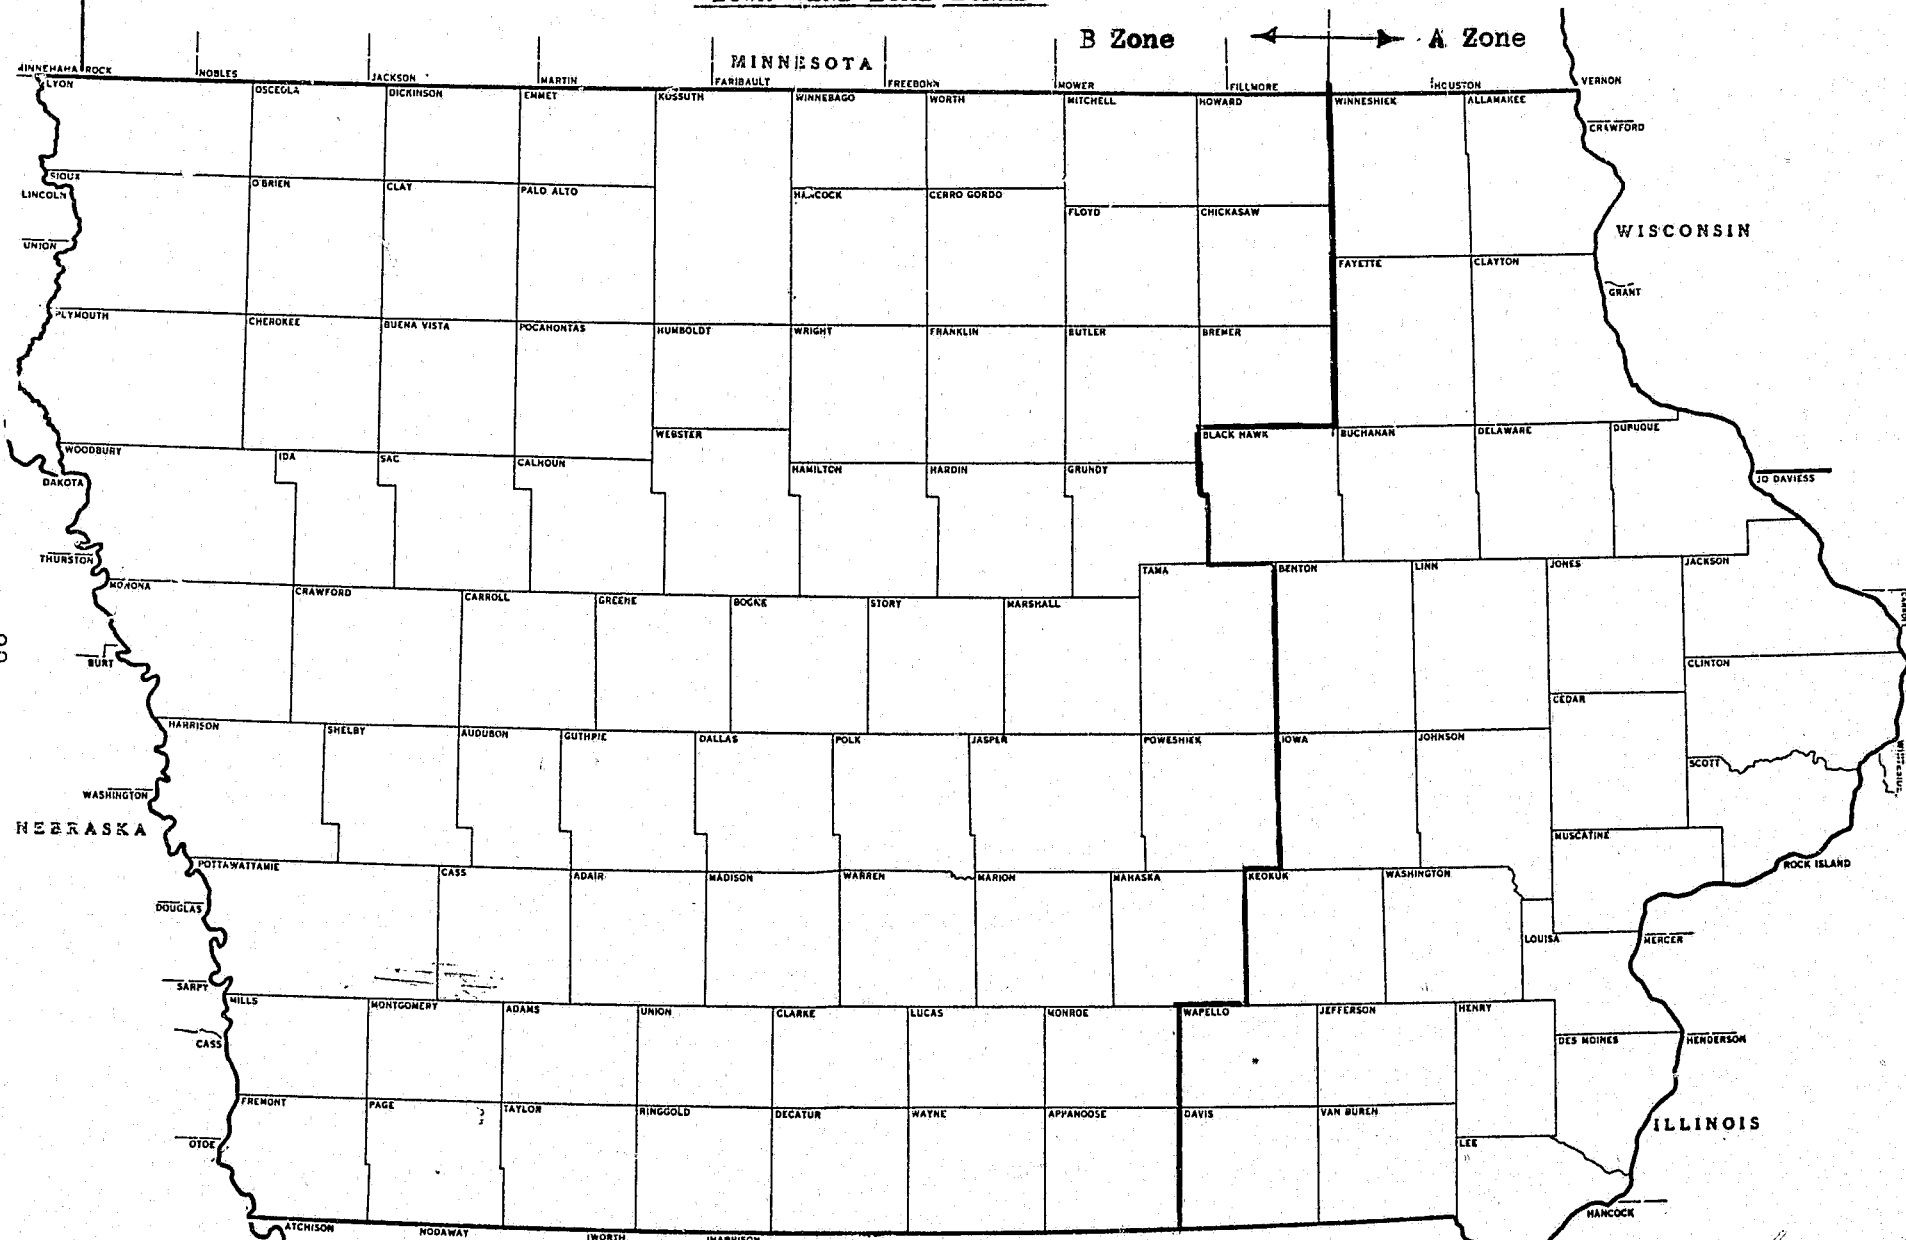 B Zone A Zone
MINNESOTA
ROCK NOBLES JACKSON MARTIN FARIBAULT FREEBORN MOWER FILLMORE HOUSTON VERNON
LYON OSCEOLA DICKINSON EMMET KOSSUTH WINNEBAGO WORTH MITCHELL HOWARD WINNESHIEK ALLAMAKEE
CRAWFORD
SIOUX O'BRIEN CLAY PALO ALTO HANCOCK CERRO GORDO
LINCOLN
FLOYD CHICKASAW
WISCONSIN
UNION
FAYETTE CLAYTON
GRANT
PLYMOUTH CHEROKEE BUENA VISTA POCAHONTAS HUMBOLDT WRIGHT FRANKLIN BUTLER BREMER
WEBSTER BLACK HAWK BUCHANAN DELAWARE DUBUQUE
WOODBURY IDA SAC CALHOUN HAMILTON HARDIN GRUNDY
DAKOTA JO DAVIESS
THURSTON
TAMA BENTON LINN JONES JACKSON
MONONA CRAWFORD CARROLL GREENE BOONE STORY MARSHALL
BURT
CLINTON
CEDAR
HARRISON SHELBY AUDUBON GUTHRIE DALLAS POLK JASPER POWESHIEK IOWA JOHNSON
SCOTT
WASHINGTON
NEBRASKA
MUSCATINE
ROCK ISLAND
POTTAWATTAMIE CASS ADAIR MADISON WARREN MARION MAHASKA KEOKUK WASHINGTON
DOUGLAS
LOUISA MERCER
SARPY
MILLS MONTGOMERY ADAMS UNION CLARKE LUCAS MONROE WAPELLO JEFFERSON HENRY
CASS
DES MOINES HENDERSON
*
FREMONT PAGE TAYLOR RINGGOLD DECATUR WAYNE APPANOOSE DAVIS VAN BUREN
ILLINOIS
OTOE
LEE
HANCOCK
ATCHISON NODAWAY WORTH HARRISON